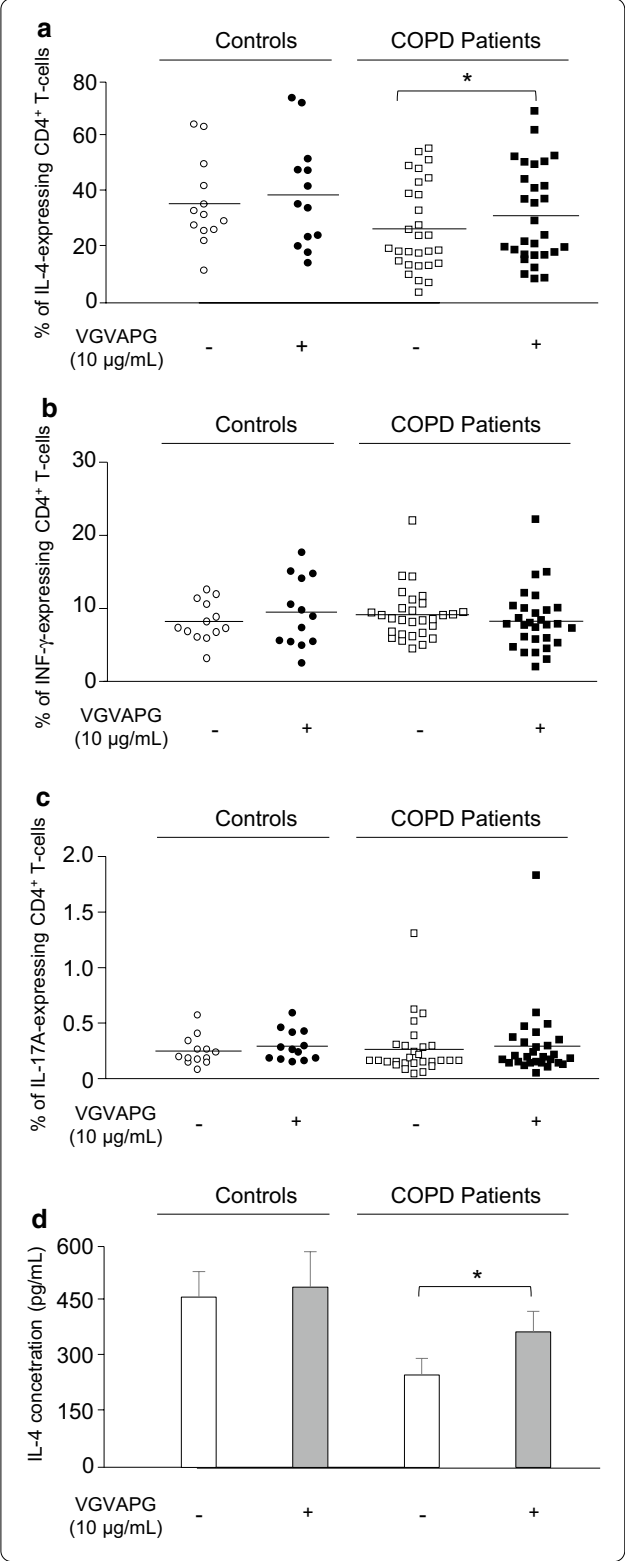 a
Controls COPD Patients
*
% of IL-4-expressing CD4⁺ T-cells
80
60
40
20
0
VGVAPG
(10 µg/mL)
- + - +
b
Controls COPD Patients
% of INF-γ-expressing CD4⁺ T-cells
30
20
10
0
VGVAPG
(10 µg/mL)
- + - +
c
Controls COPD Patients
% of IL-17A-expressing CD4⁺ T-cells
2.0
1.5
1.0
0.5
0
VGVAPG
(10 µg/mL)
- + - +
d
Controls COPD Patients
*
IL-4 concetration (pg/mL)
600
450
300
150
0
VGVAPG
(10 µg/mL)
- + - +